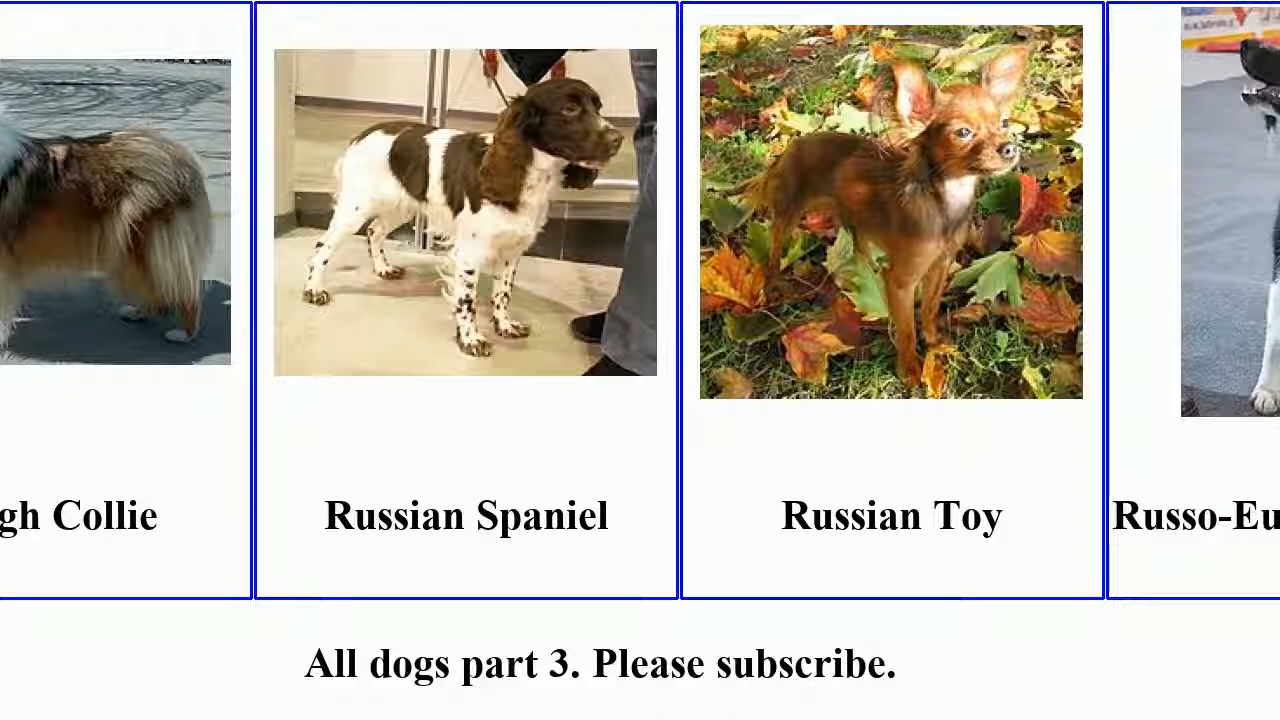 gh Collie
Russian Spaniel
Russian Toy
Russo-Eu
All dogs part 3. Please subscribe.